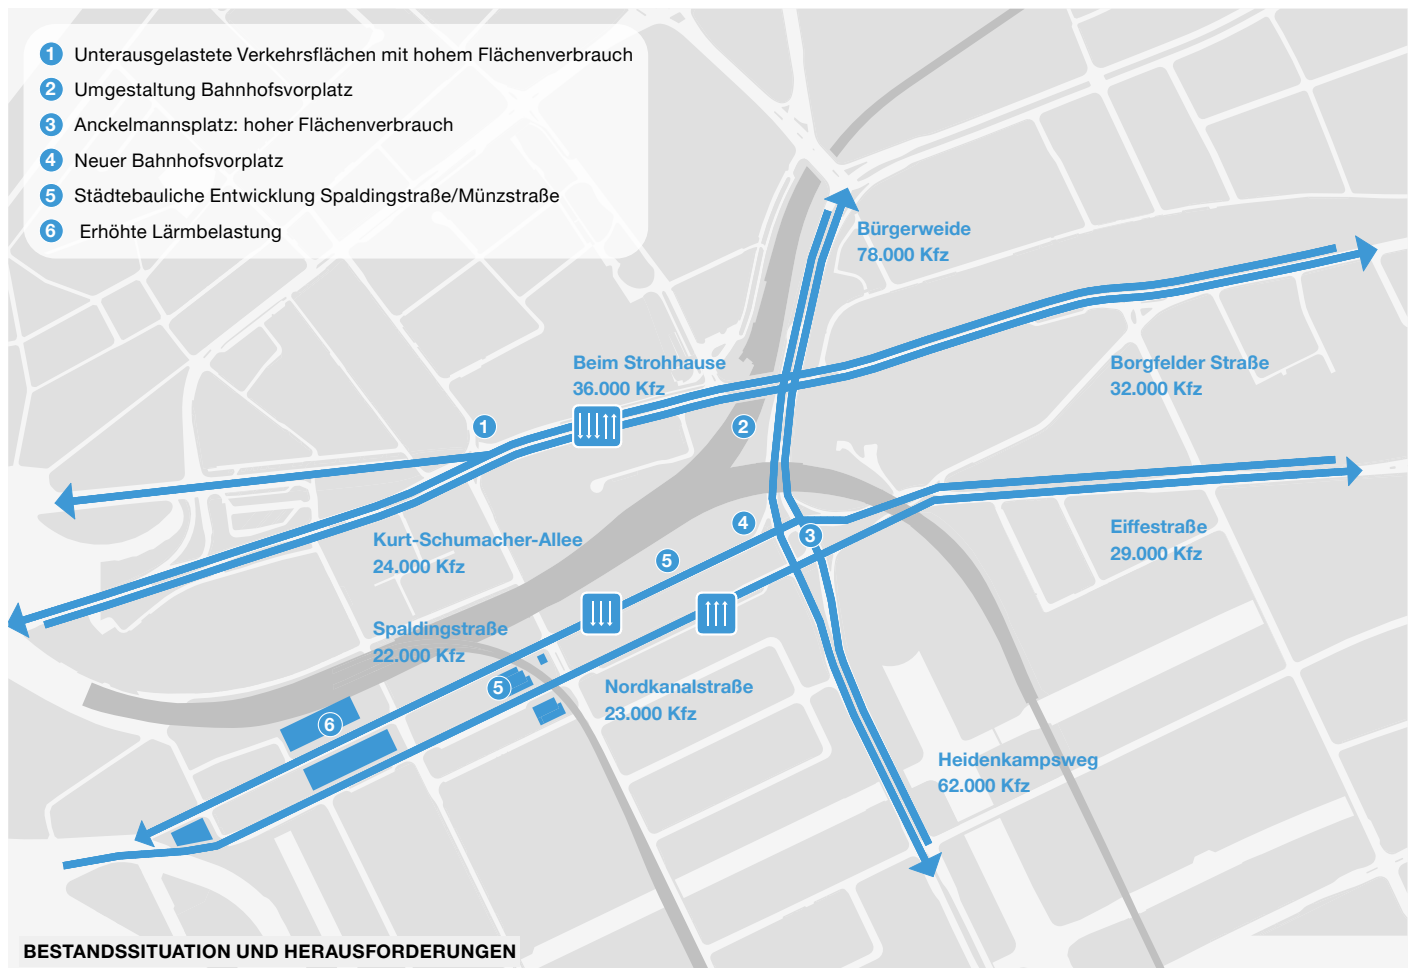 1 Unterausgelastete Verkehrsflächen mit hohem Flächenverbrauch
2 Umgestaltung Bahnhofsvorplatz
3 Anckelmannsplatz: hoher Flächenverbrauch
4 Neuer Bahnhofsvorplatz
5 Städtebauliche Entwicklung Spaldingstraße/Münzstraße
6 Erhöhte Lärmbelastung
Bürgerweide
78.000 Kfz
Beim Strohhause
36.000 Kfz
Borgfelder Straße
32.000 Kfz
1
2
Kurt-Schumacher-Allee
24.000 Kfz
4
3
5
Eiffestraße
29.000 Kfz
Spaldingstraße
22.000 Kfz
5
Nordkanalstraße
23.000 Kfz
6
Heidenkampsweg
62.000 Kfz
BESTANDSSITUATION UND HERAUSFORDERUNGEN